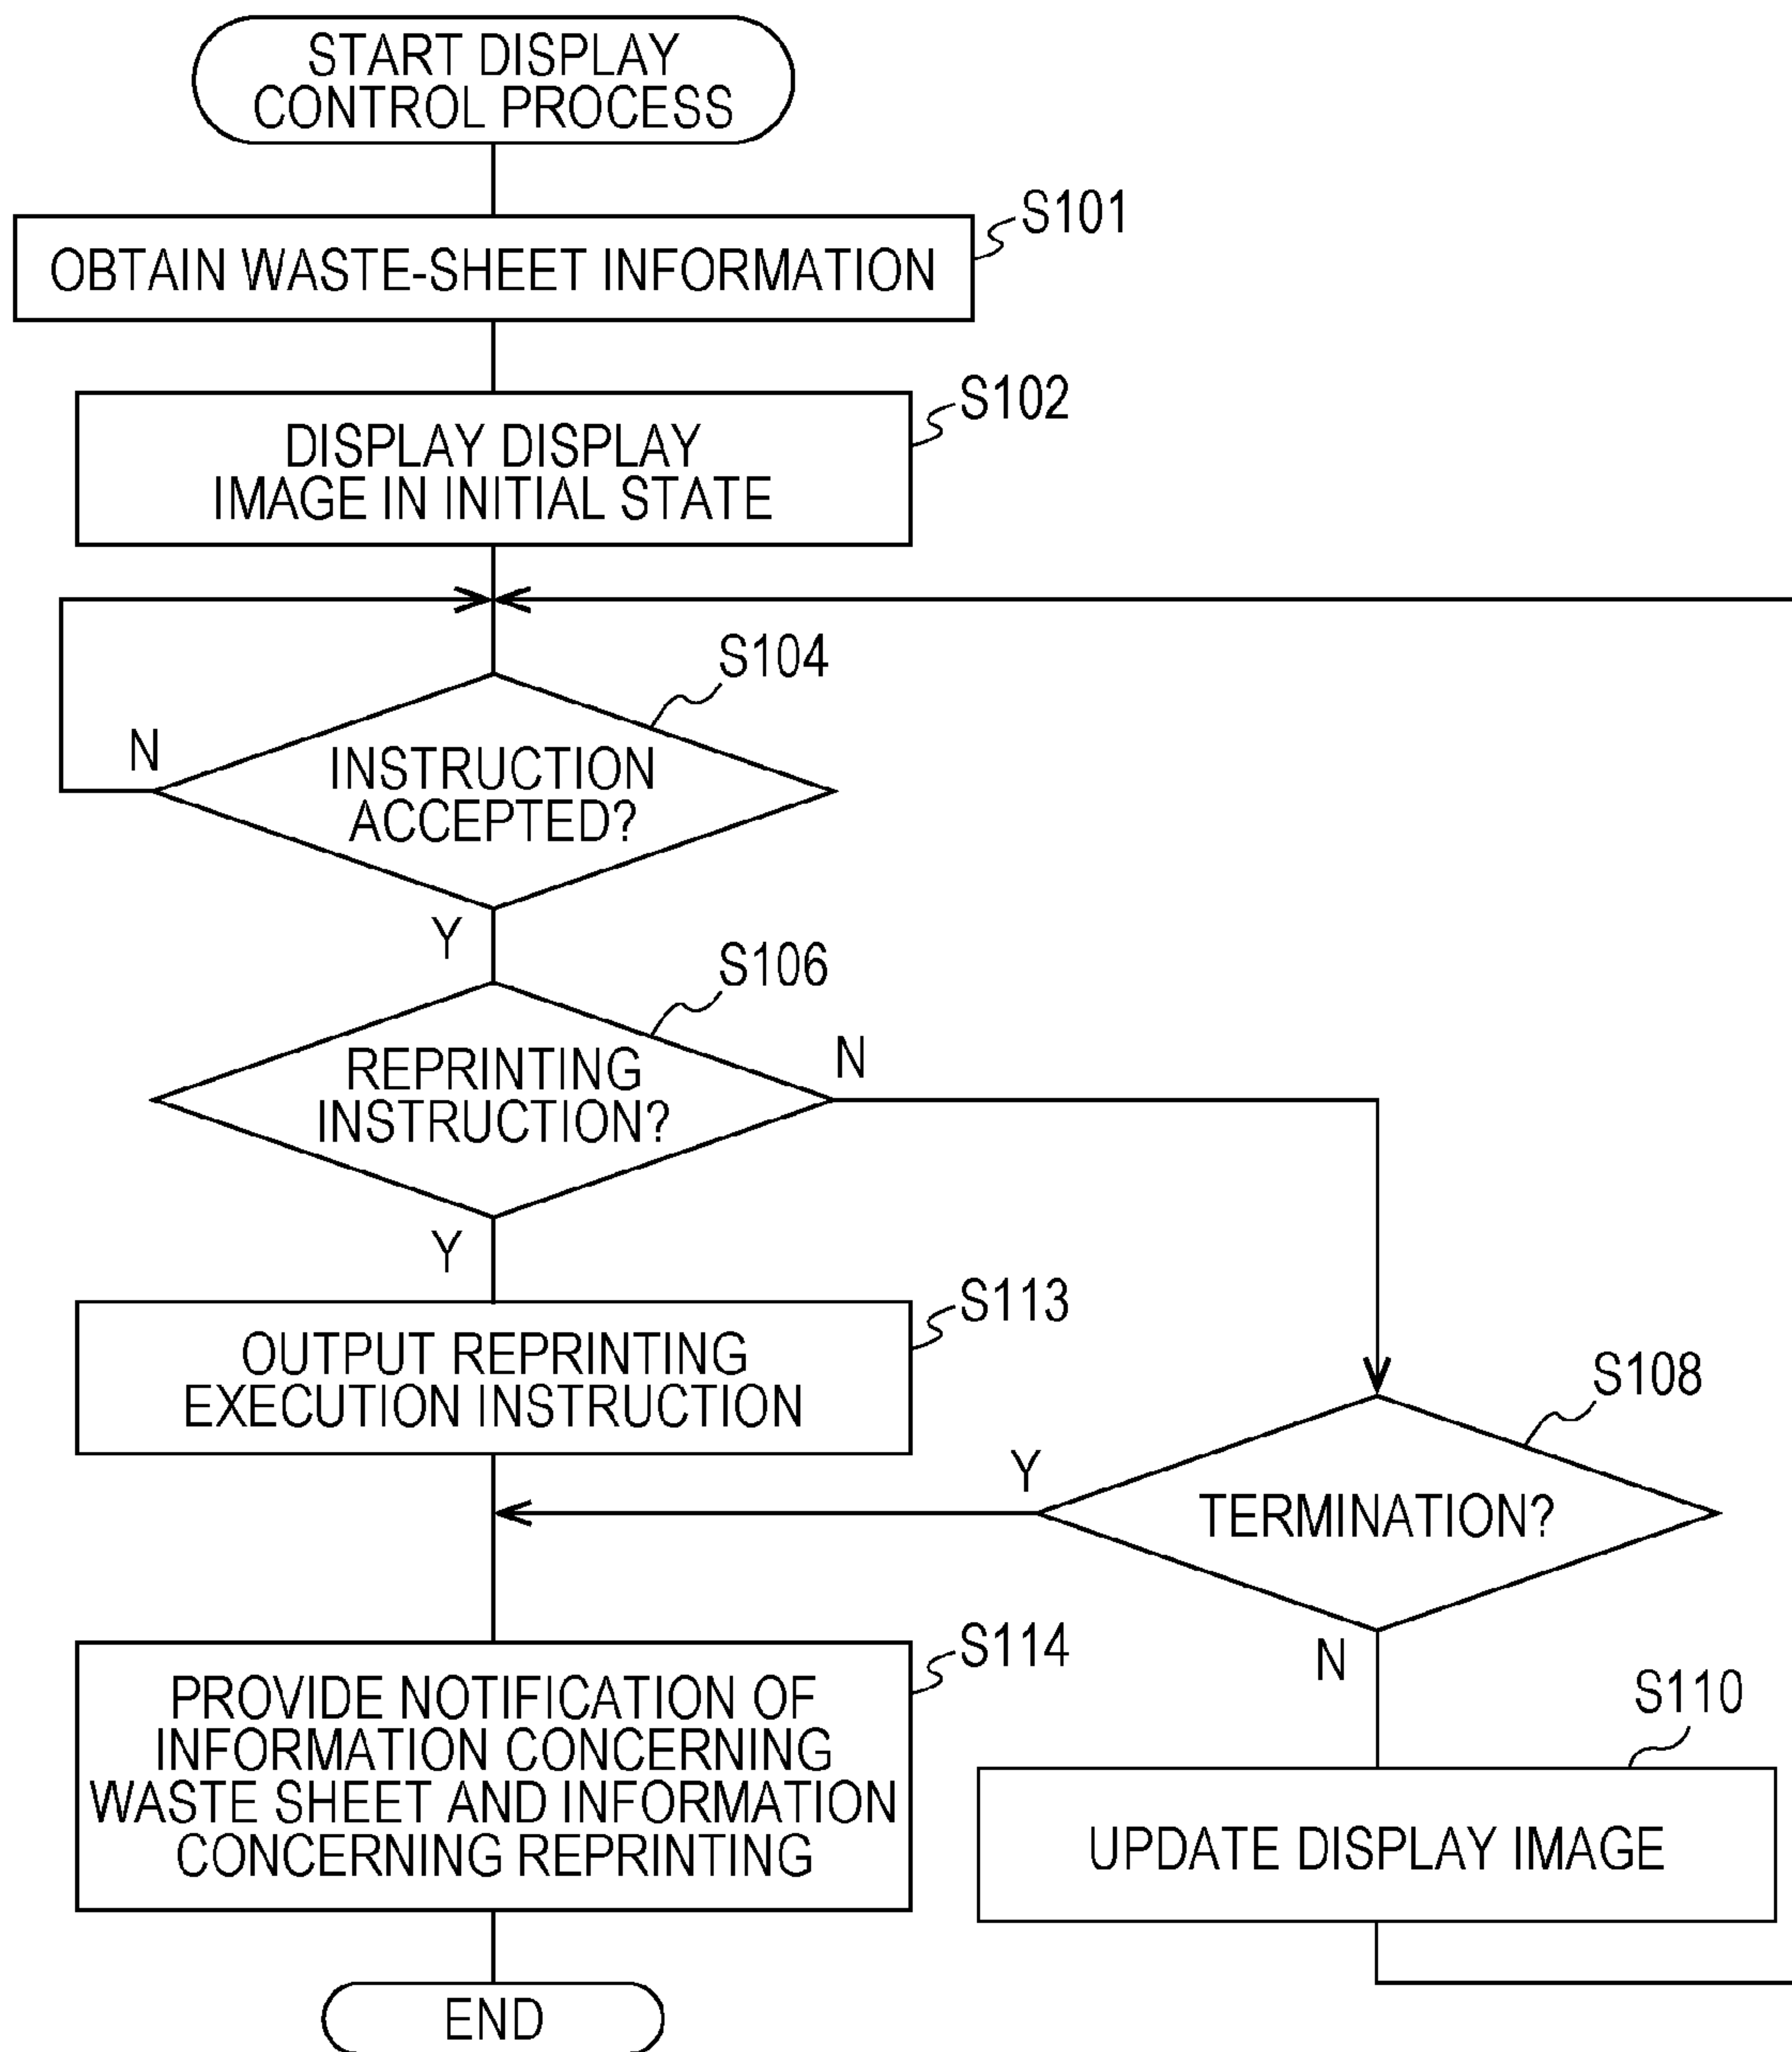 START DISPLAY
CONTROL PROCESS
S101
OBTAIN WASTE-SHEET INFORMATION
S102
DISPLAY DISPLAY
IMAGE IN INITIAL STATE
S104
N
INSTRUCTION
ACCEPTED?
Y
S106
N
REPRINTING
INSTRUCTION?
Y
S113
OUTPUT REPRINTING
EXECUTION INSTRUCTION
S108
Y
TERMINATION?
N
S114
PROVIDE NOTIFICATION OF
INFORMATION CONCERNING
WASTE SHEET AND INFORMATION
CONCERNING REPRINTING
S110
UPDATE DISPLAY IMAGE
END